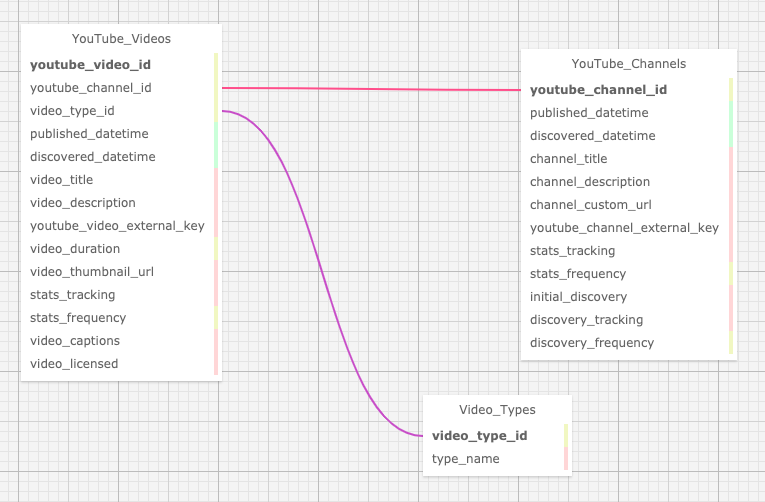 YouTube_Videos
youtube_video_id
youtube_channel_id
video_type_id
published_datetime
discovered_datetime
video_title
video_description
youtube_video_external_key
video_duration
video_thumbnail_url
stats_tracking
stats_frequency
video_captions
video_licensed
YouTube_Channels
youtube_channel_id
published_datetime
discovered_datetime
channel_title
channel_description
channel_custom_url
youtube_channel_external_key
stats_tracking
stats_frequency
initial_discovery
discovery_tracking
discovery_frequency
Video_Types
video_type_id
type_name